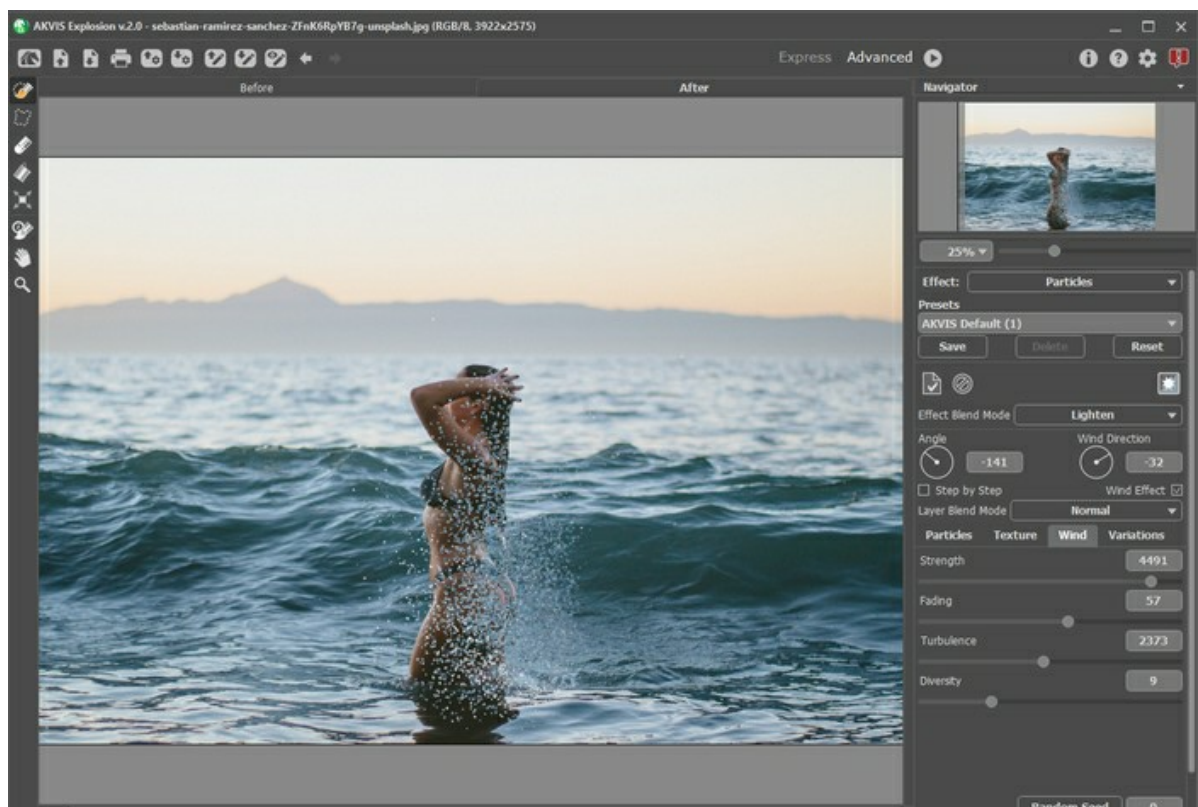 AKVIS Explosion v.2.0 - sebastian-ramirez-sanchez-ZFnK6RpYB7g-unsplash.jpg (RGB/8, 3922x2575)
Express Advanced
Before After
Navigator
25%
Effect: Particles
Presets
AKVIS Default (1)
Save Delete Reset
Effect Blend Mode Lighten
Angle Wind Direction
-141 -32
Step by Step Wind Effect
Layer Blend Mode Normal
Particles Texture Wind Variations
Strength 4491
Fading 57
Turbulence 2373
Diversity 9
Random Seed 0